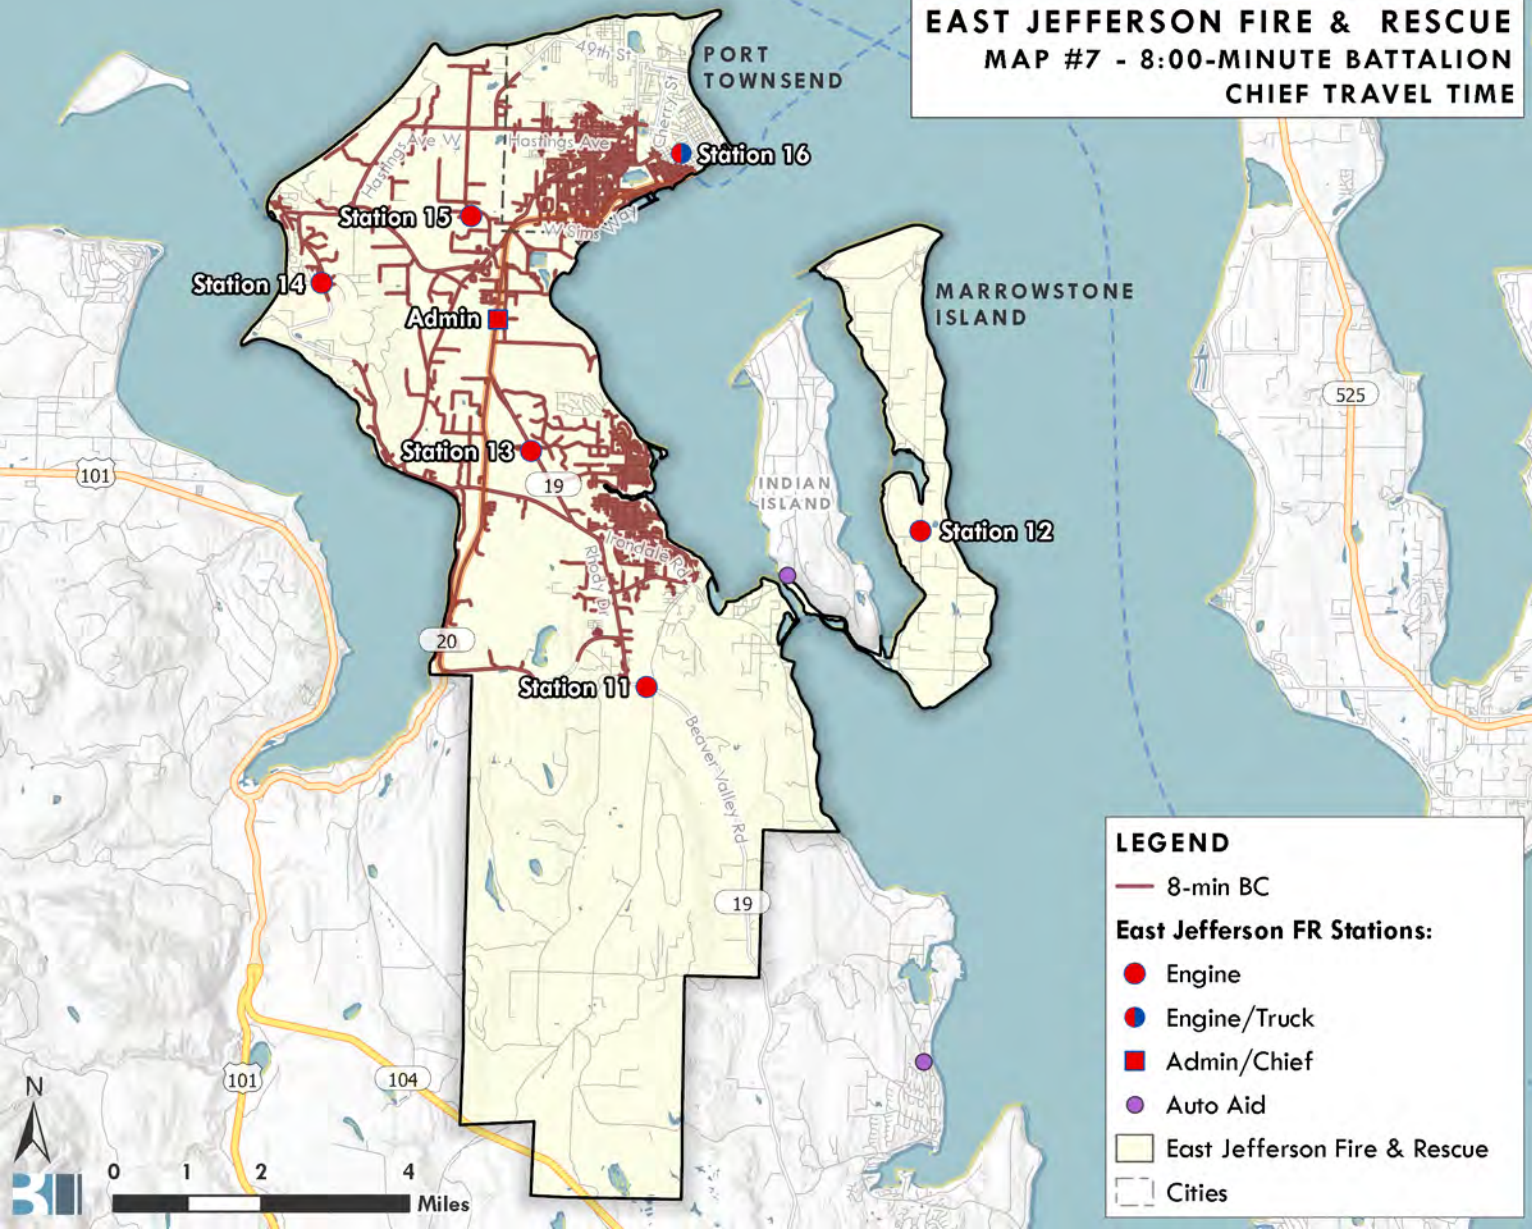 EAST JEFFERSON FIRE & RESCUE
MAP #7 - 8:00-MINUTE BATTALION
CHIEF TRAVEL TIME
PORT
TOWNSEND
49th St
Cherry St
Hastings Ave W
Hastings Ave
Station 16
Station 15
W Sims Way
Station 14
Admin
MARROWSTONE
ISLAND
525
Station 13
101
19
INDIAN
ISLAND
Station 12
Irondale Rd
Rhody Dr
20
Station 11
Beaver Valley Rd
19
101
104
LEGEND
8-min BC
East Jefferson FR Stations:
Engine
Engine/Truck
Admin/Chief
Auto Aid
East Jefferson Fire & Rescue
Cities
N
0 1 2 4
Miles